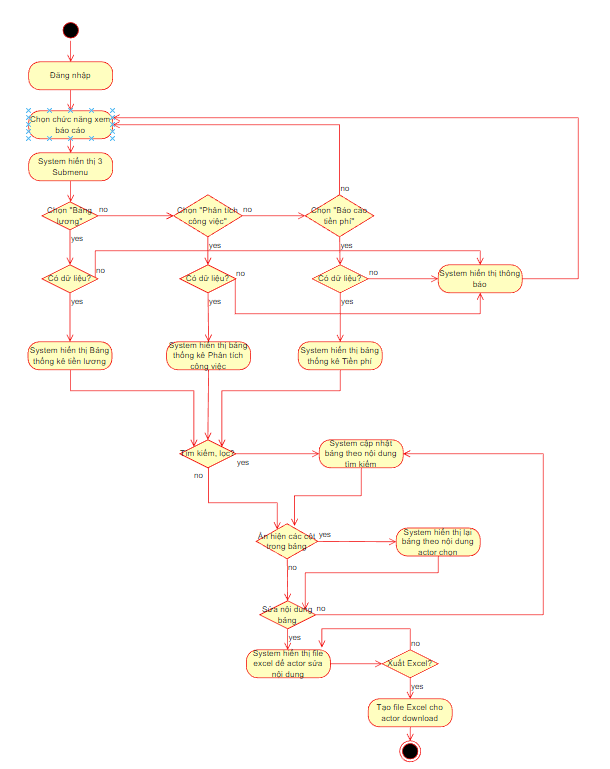 Đăng nhập
Chọn chức năng xem
báo cáo
System hiển thị 3
Submenu
Chọn "Bảng
lương"
no
Chọn "Phân tích
công việc"
no
Chọn "Báo cáo
tiền phí"
no
yes
yes
yes
Có dữ liệu?
no
Có dữ liệu?
no
Có dữ liệu?
no
System hiển thị thông
báo
yes
yes
yes
System hiển thị Bảng
thống kê tiền lương
System hiển thị bảng
thống kê Phân tích
công việc
System hiển thị bảng
thống kê Tiền phí
Tìm kiếm, lọc?
yes
no
System cập nhật
bảng theo nội dung
tìm kiếm
Ẩn hiện các cột
trong bảng
yes
no
System hiển thị lại
bảng theo nội dung
actor chọn
Sửa nội dung
bảng
no
yes
System hiển thị file
excel để actor sửa
nội dung
no
Xuất Excel?
yes
Tạo file Excel cho
actor download